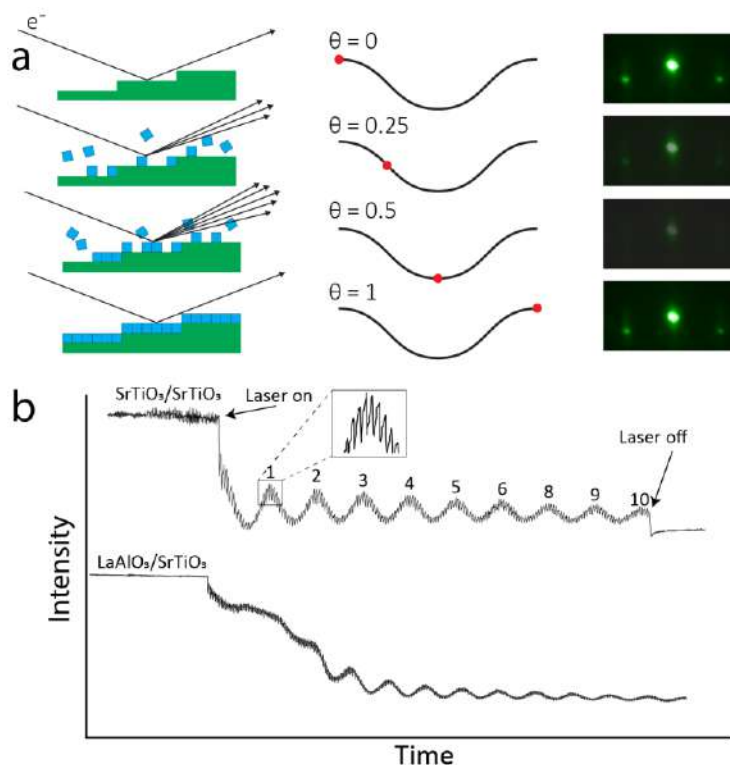 e⁻
a
θ = 0
θ = 0.25
θ = 0.5
θ = 1
b
SrTiO₃/SrTiO₃
Laser on
Laser off
1 2 3 4 5 6 8 9 10
LaAlO₃/SrTiO₃
Intensity
Time